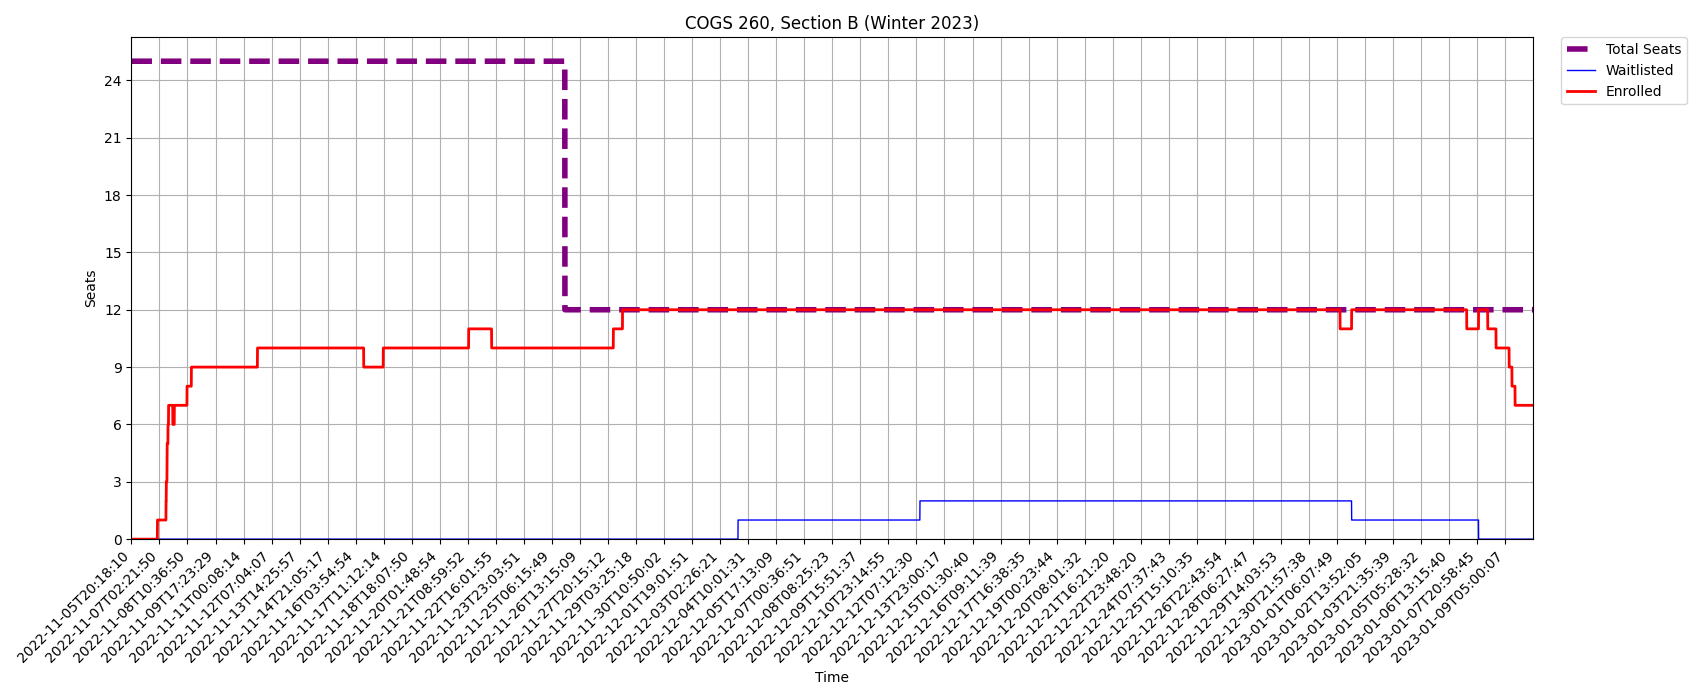 COGS 260, Section B (Winter 2023)
Total Seats
Waitlisted
Enrolled
Seats
24
21
18
15
12
9
6
3
0
2022-11-05T20:18:10
2022-11-07T02:21:50
2022-11-08T10:36:50
2022-11-09T17:23:29
2022-11-11T00:08:14
2022-11-12T07:04:07
2022-11-13T14:25:57
2022-11-14T21:05:17
2022-11-16T03:54:54
2022-11-17T11:12:14
2022-11-18T18:07:50
2022-11-20T01:48:54
2022-11-21T08:59:52
2022-11-22T16:01:55
2022-11-23T23:03:51
2022-11-25T06:15:49
2022-11-26T13:15:09
2022-11-27T20:15:12
2022-11-29T03:25:18
2022-11-30T10:50:02
2022-12-01T19:01:51
2022-12-03T02:26:21
2022-12-04T10:01:31
2022-12-05T17:13:09
2022-12-07T00:36:51
2022-12-08T08:25:23
2022-12-09T15:51:37
2022-12-10T23:14:55
2022-12-12T07:12:30
2022-12-13T23:00:17
2022-12-15T01:30:40
2022-12-16T09:11:39
2022-12-17T16:38:35
2022-12-19T00:23:44
2022-12-20T08:01:32
2022-12-21T16:21:20
2022-12-22T23:48:20
2022-12-24T07:37:43
2022-12-25T15:10:35
2022-12-26T22:43:54
2022-12-28T06:27:47
2022-12-29T14:03:53
2022-12-30T21:57:38
2023-01-01T06:07:49
2023-01-02T13:52:05
2023-01-03T21:35:39
2023-01-05T05:28:32
2023-01-06T13:15:40
2023-01-07T20:58:45
2023-01-09T05:00:07
Time